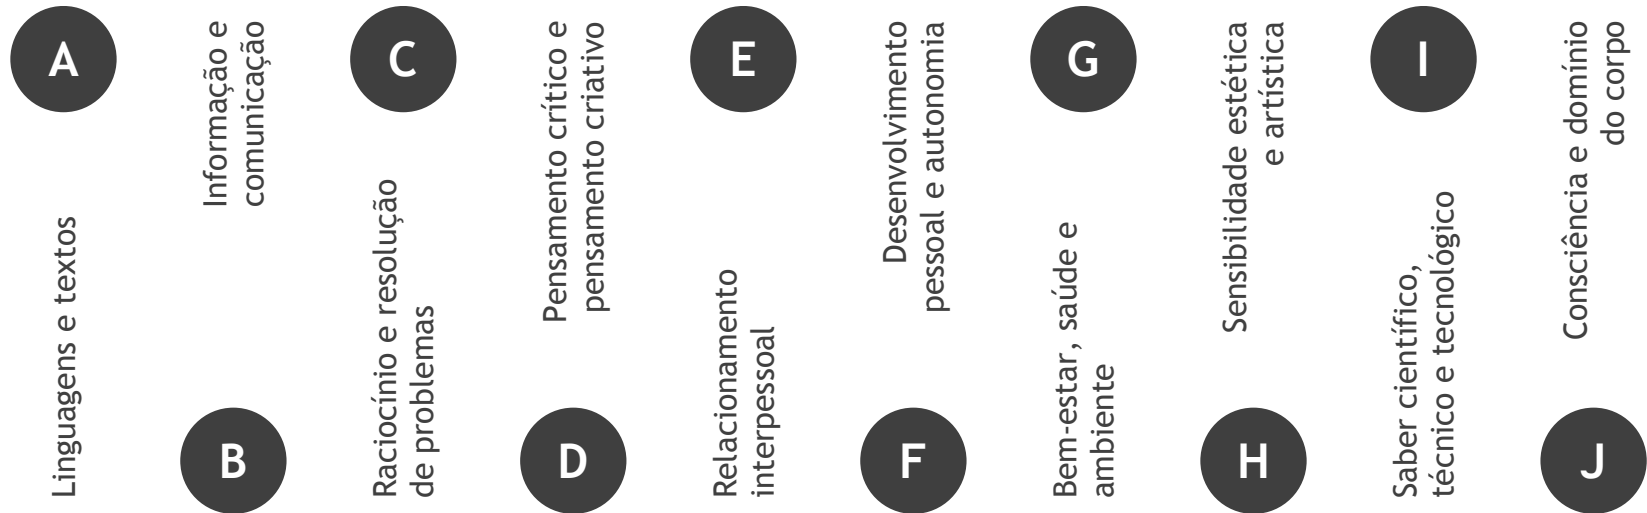 A
Linguagens e textos
B
Informação e
comunicação
C
Raciocínio e resolução
de problemas
D
Pensamento crítico e
pensamento criativo
E
Relacionamento
interpessoal
F
Desenvolvimento
pessoal e autonomia
G
Bem-estar, saúde e
ambiente
H
Sensibilidade estética
e artística
I
Saber científico,
técnico e tecnológico
J
Consciência e domínio
do corpo